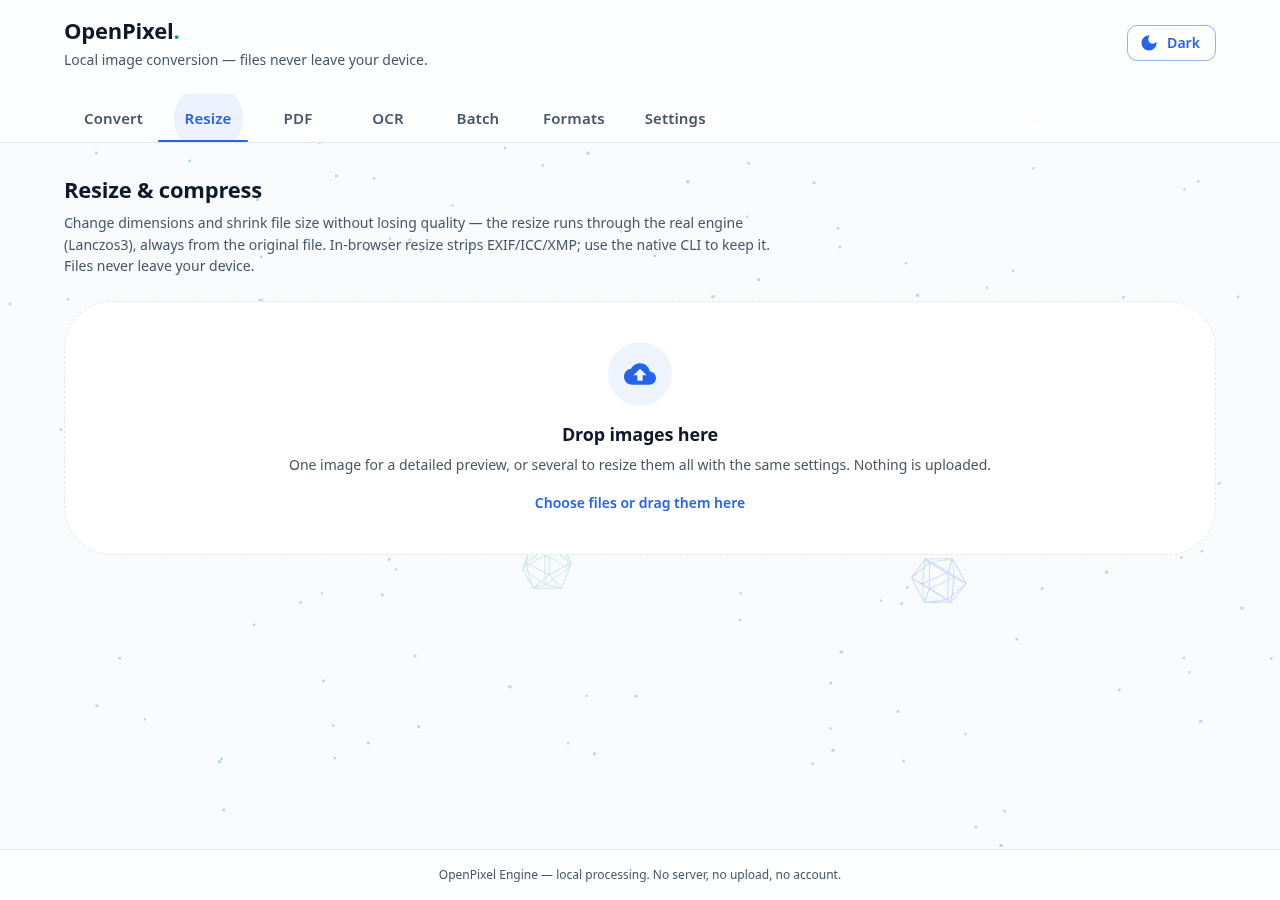 OpenPixel.
Local image conversion — files never leave your device.
Dark
Convert
Resize
PDF
OCR
Batch
Formats
Settings
Resize & compress
Change dimensions and shrink file size without losing quality — the resize runs through the real engine
(Lanczos3), always from the original file. In-browser resize strips EXIF/ICC/XMP; use the native CLI to keep it.
Files never leave your device.
Drop images here
One image for a detailed preview, or several to resize them all with the same settings. Nothing is uploaded.
Choose files or drag them here
OpenPixel Engine — local processing. No server, no upload, no account.